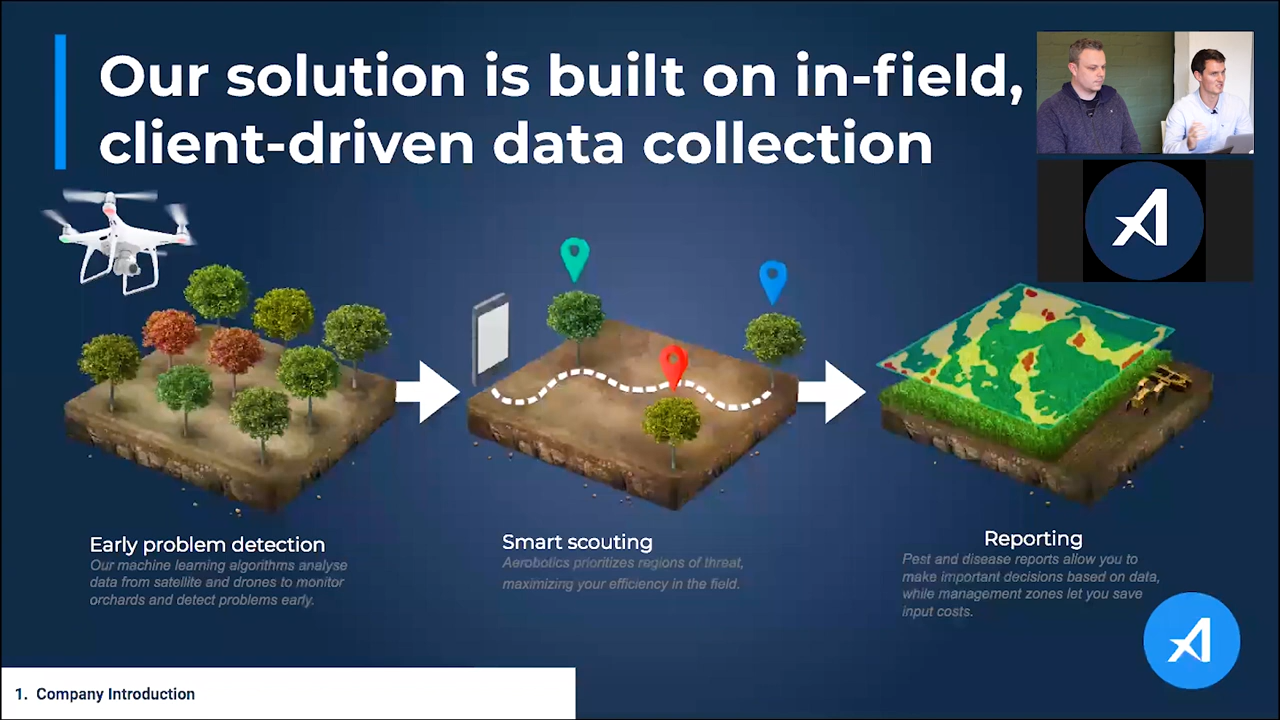 Our solution is built on in-field,
client-driven data collection
Early problem detection
Our machine learning algorithms analyse
data from satellite and drones to monitor
orchards and detect problems early.
Smart scouting
Aerobotics prioritizes regions of threat,
maximizing your efficiency in the field.
Reporting
Pest and disease reports allow you to
make important decisions based on data,
while management zones let you save
input costs.
1. Company Introduction